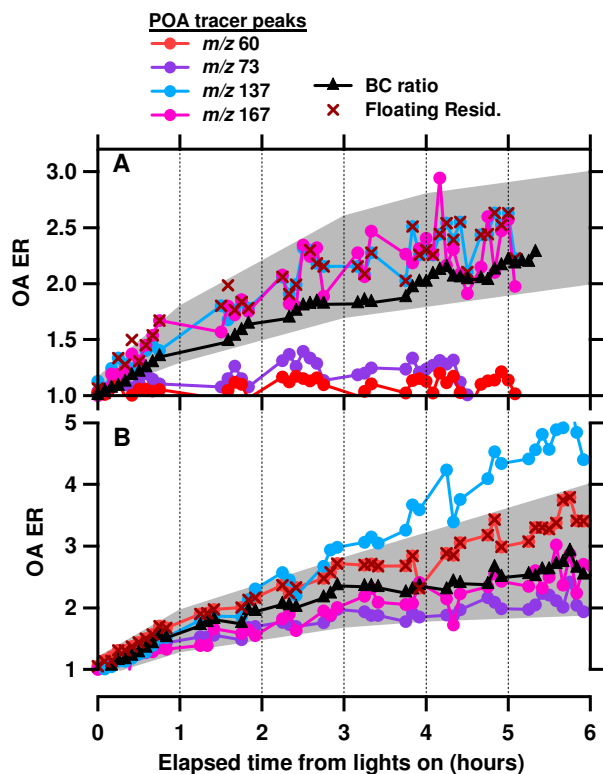 POA tracer peaks
m/z 60
m/z 73
m/z 137
m/z 167
BC ratio
Floating Resid.
A
OA ER
3.0
2.5
2.0
1.5
1.0
B
OA ER
5
4
3
2
1
0 1 2 3 4 5 6
Elapsed time from lights on (hours)